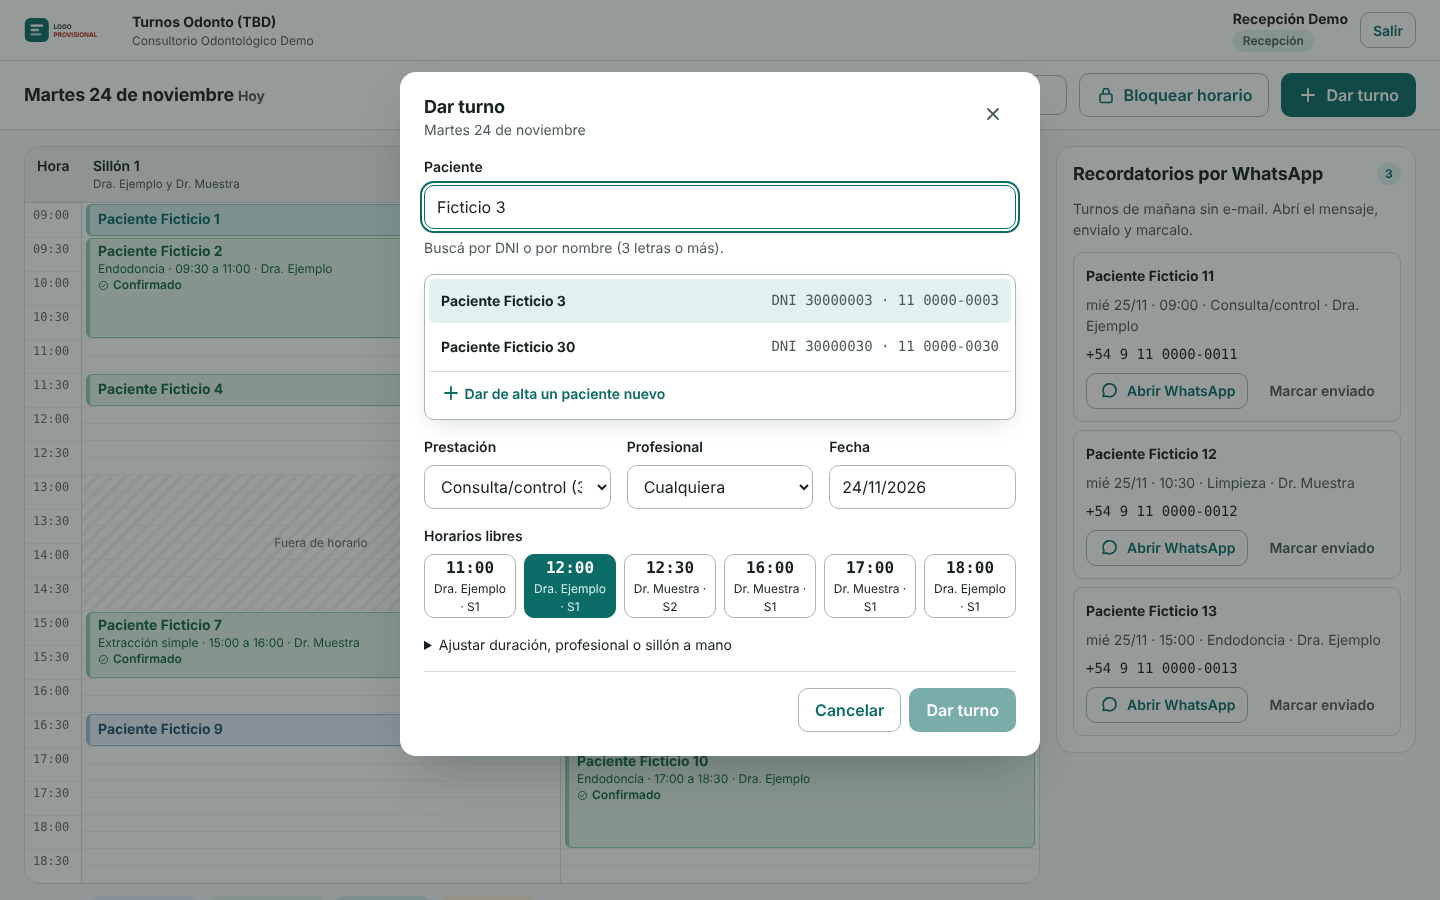 LOGO
PROVISIONAL
Turnos Odonto (TBD)
Consultorio Odontológico Demo
Recepción Demo
Recepción
Salir
Martes 24 de noviembre Hoy
Bloquear horario
Dar turno
Hora
Sillón 1
Dra. Ejemplo y Dr. Muestra
09:00
09:30
10:00
10:30
11:00
11:30
12:00
12:30
13:00
13:30
14:00
14:30
15:00
15:30
16:00
16:30
17:00
17:30
18:00
18:30
Paciente Ficticio 1
Paciente Ficticio 2
Endodoncia · 09:30 a 11:00 · Dra. Ejemplo
Confirmado
Paciente Ficticio 4
Fuera de horario
Paciente Ficticio 7
Extracción simple · 15:00 a 16:00 · Dr. Muestra
Confirmado
Paciente Ficticio 9
Paciente Ficticio 10
Endodoncia · 17:00 a 18:30 · Dra. Ejemplo
Confirmado
Dar turno
Martes 24 de noviembre
Paciente
Ficticio 3
Buscá por DNI o por nombre (3 letras o más).
Paciente Ficticio 3 DNI 30000003 · 11 0000-0003
Paciente Ficticio 30 DNI 30000030 · 11 0000-0030
Dar de alta un paciente nuevo
Prestación Profesional Fecha
Consulta/control (3 Cualquiera 24/11/2026
Horarios libres
11:00
Dra. Ejemplo
· S1
12:00
Dra. Ejemplo
· S1
12:30
Dr. Muestra ·
S2
16:00
Dr. Muestra ·
S1
17:00
Dr. Muestra ·
S1
18:00
Dra. Ejemplo
· S1
Ajustar duración, profesional o sillón a mano
Cancelar
Dar turno
Recordatorios por WhatsApp 3
Turnos de mañana sin e-mail. Abrí el mensaje,
envialo y marcalo.
Paciente Ficticio 11
mié 25/11 · 09:00 · Consulta/control · Dra.
Ejemplo
+54 9 11 0000-0011
Abrir WhatsApp Marcar enviado
Paciente Ficticio 12
mié 25/11 · 10:30 · Limpieza · Dr. Muestra
+54 9 11 0000-0012
Abrir WhatsApp Marcar enviado
Paciente Ficticio 13
mié 25/11 · 15:00 · Endodoncia · Dra. Ejemplo
+54 9 11 0000-0013
Abrir WhatsApp Marcar enviado